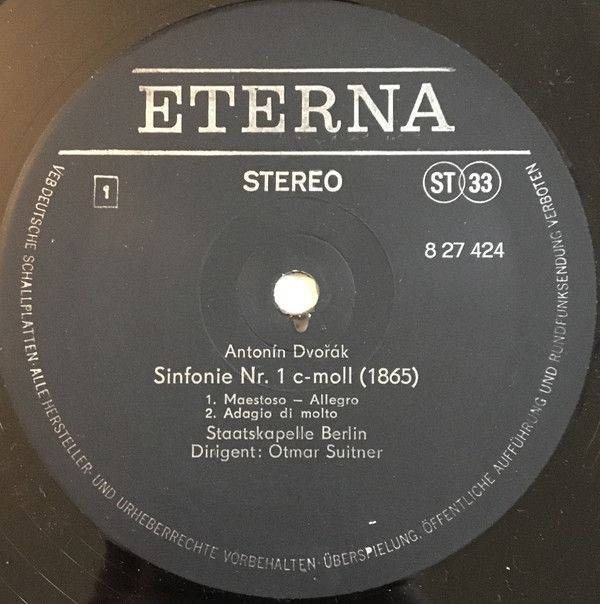 ETERNA
1
STEREO
ST 33
8 27 424
Antonín Dvořák
Sinfonie Nr. 1 c-moll (1865)
1. Maestoso – Allegro
2. Adagio di molto
Staatskapelle Berlin
Dirigent: Otmar Suitner
VEB DEUTSCHE SCHALLPLATTEN · ALLE HERSTELLER- UND URHEBERRECHTE VORBEHALTEN · ÜBERSPIELUNG, ÖFFENTLICHE AUFFÜHRUNG UND RUNDFUNKSENDUNG VERBOTEN